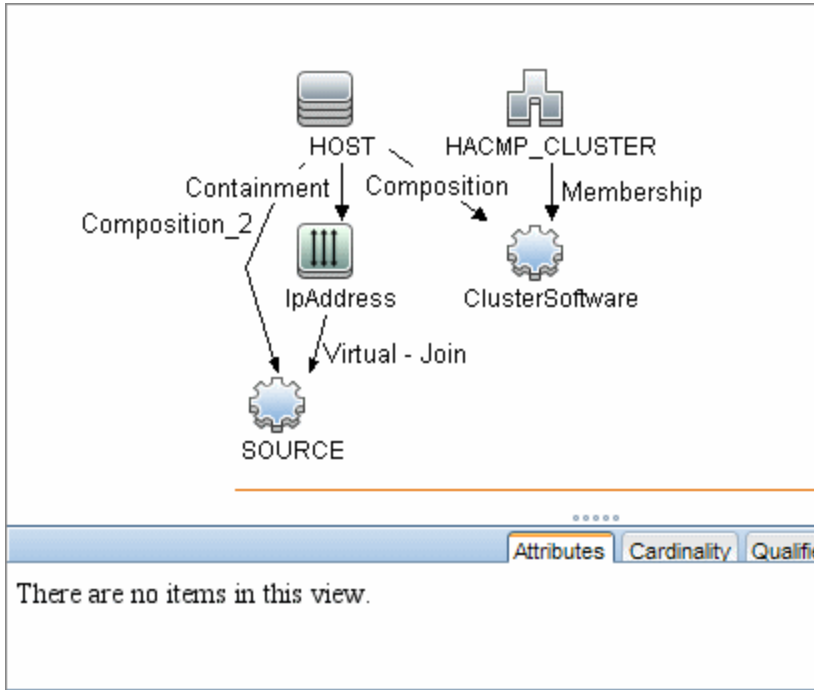 HOST
HACMP_CLUSTER
Containment
Composition
Membership
Composition_2
IpAddress
ClusterSoftware
Virtual - Join
SOURCE
Attributes
Cardinality
There are no items in this view.